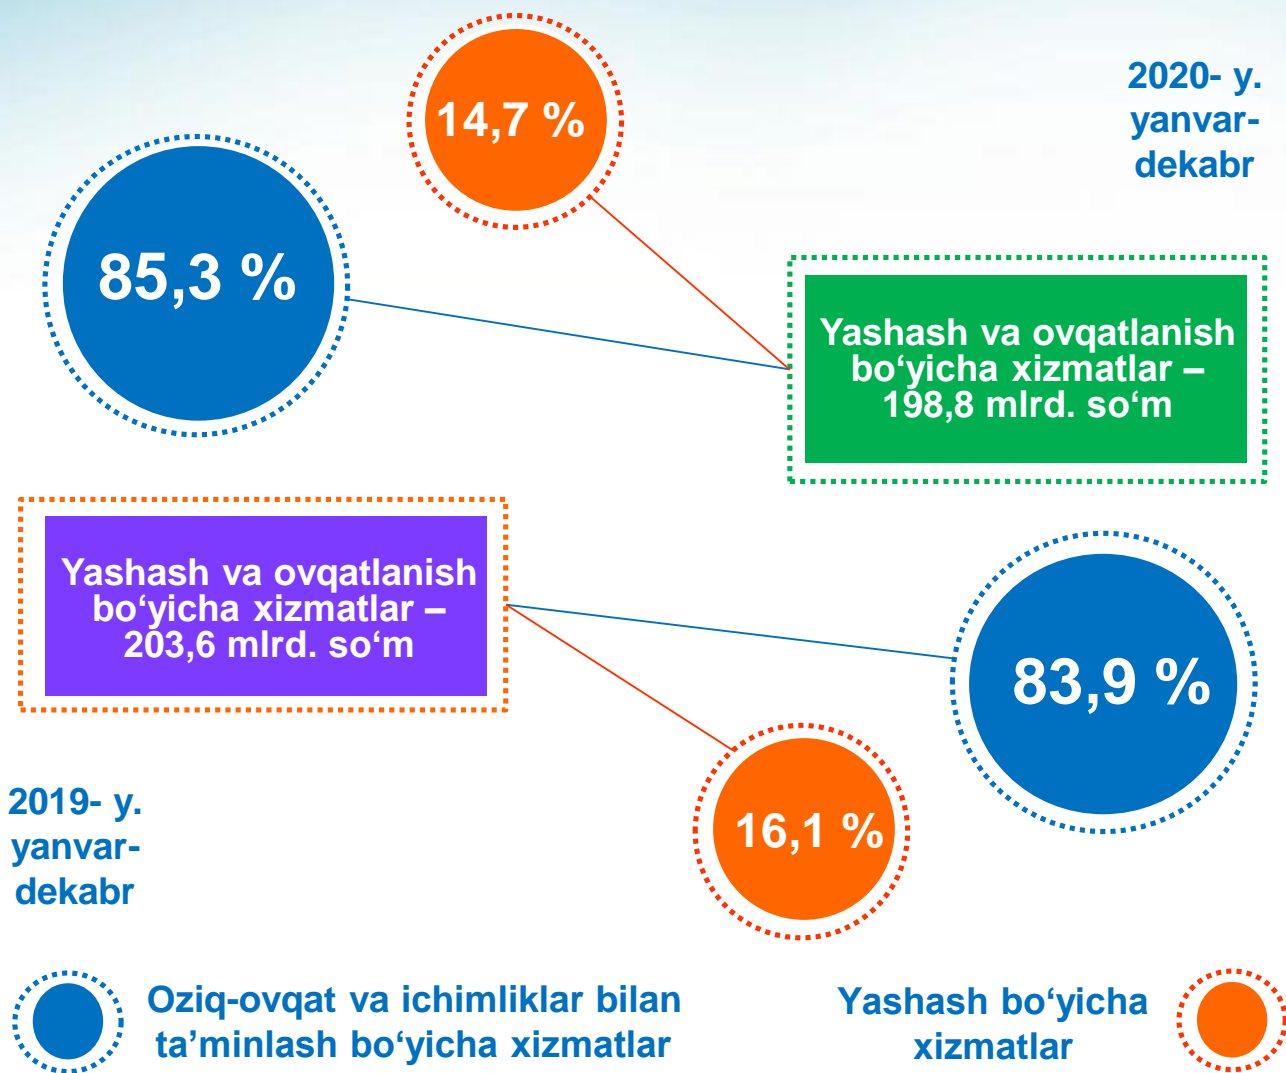 14,7 %
2020- y.
yanvar-
dekabr
85,3 %
Yashash va ovqatlanish
bo‘yicha xizmatlar –
198,8 mlrd. so‘m
Yashash va ovqatlanish
bo‘yicha xizmatlar –
203,6 mlrd. so‘m
83,9 %
16,1 %
2019- y.
yanvar-
dekabr
Oziq-ovqat va ichimliklar bilan
ta’minlash bo‘yicha xizmatlar
Yashash bo‘yicha
xizmatlar